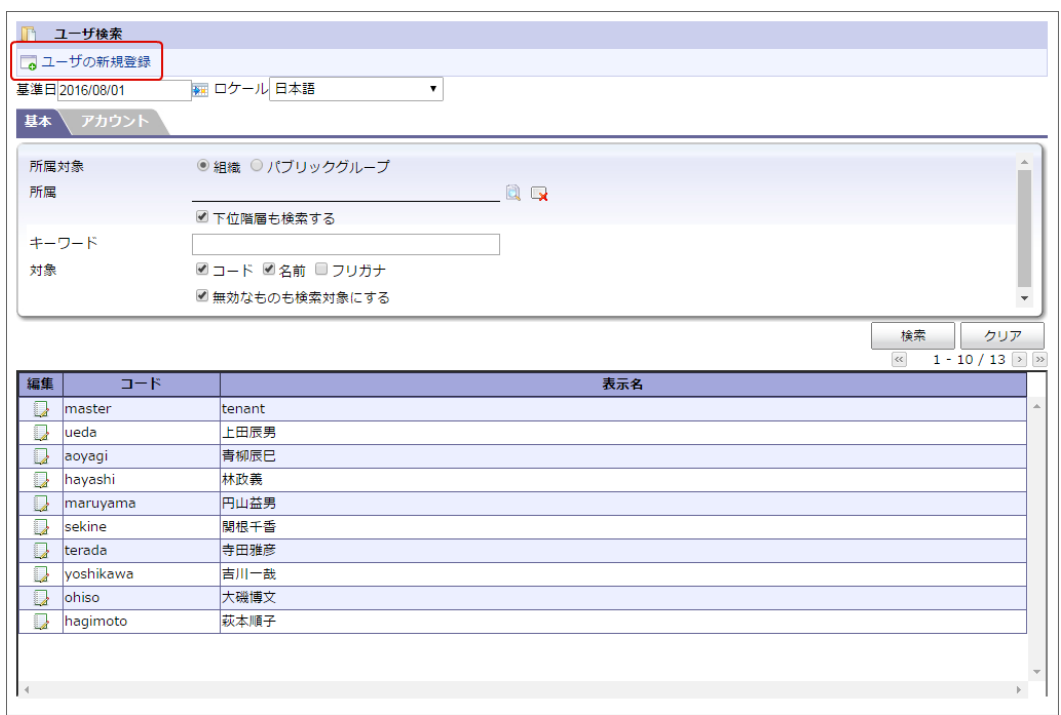 ユーザ検索
ユーザの新規登録
基準日 2016/08/01 ロケール 日本語
基本 アカウント
所属対象 組織 パブリックグループ
所属
下位階層も検索する
キーワード
対象 コード 名前 フリガナ
無効なものも検索対象にする
検索 クリア
1 - 10 / 13
編集 コード 表示名
master tenant
ueda 上田辰男
aoyagi 青柳辰巳
hayashi 林政義
maruyama 円山益男
sekine 関根千香
terada 寺田雅彦
yoshikawa 吉川一哉
ohiso 大磯博文
hagimoto 萩本順子